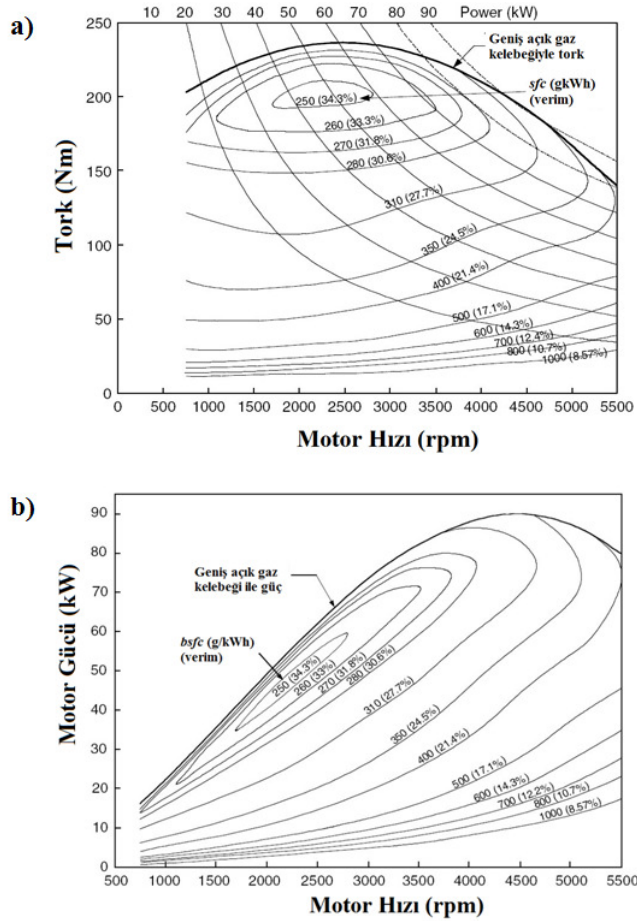 a)
10 20 30 40 50 60 70 80 90 Power (kW)
Geniş açık gaz
kelebeğiyle tork
sfc (gkWh)
(verim)
250
200
150
100
50
0
Tork (Nm)
250 (34.3%)
260 (33.3%)
270 (31.8%)
280 (30.6%)
310 (27.7%)
350 (24.5%)
400 (21.4%)
500 (17.1%)
600 (14.3%)
700 (12.4%)
800 (10.7%)
1000 (8.57%)
0 500 1000 1500 2000 2500 3000 3500 4000 4500 5000 5500
Motor Hızı (rpm)
b)
90
80
70
60
50
40
30
20
10
0
Motor Gücü (kW)
Geniş açık gaz
kelebeği ile güç
bsfc (g/kWh)
(verim)
250 (34.3%)
260 (33%)
270 (31.8%)
280 (30.6%)
310 (27.7%)
350 (24.5%)
400 (21.4%)
500 (17.1%)
600 (14.3%)
700 (12.2%)
800 (10.7%)
1000 (8.57%)
500 1000 1500 2000 2500 3000 3500 4000 4500 5000 5500
Motor Hızı (rpm)